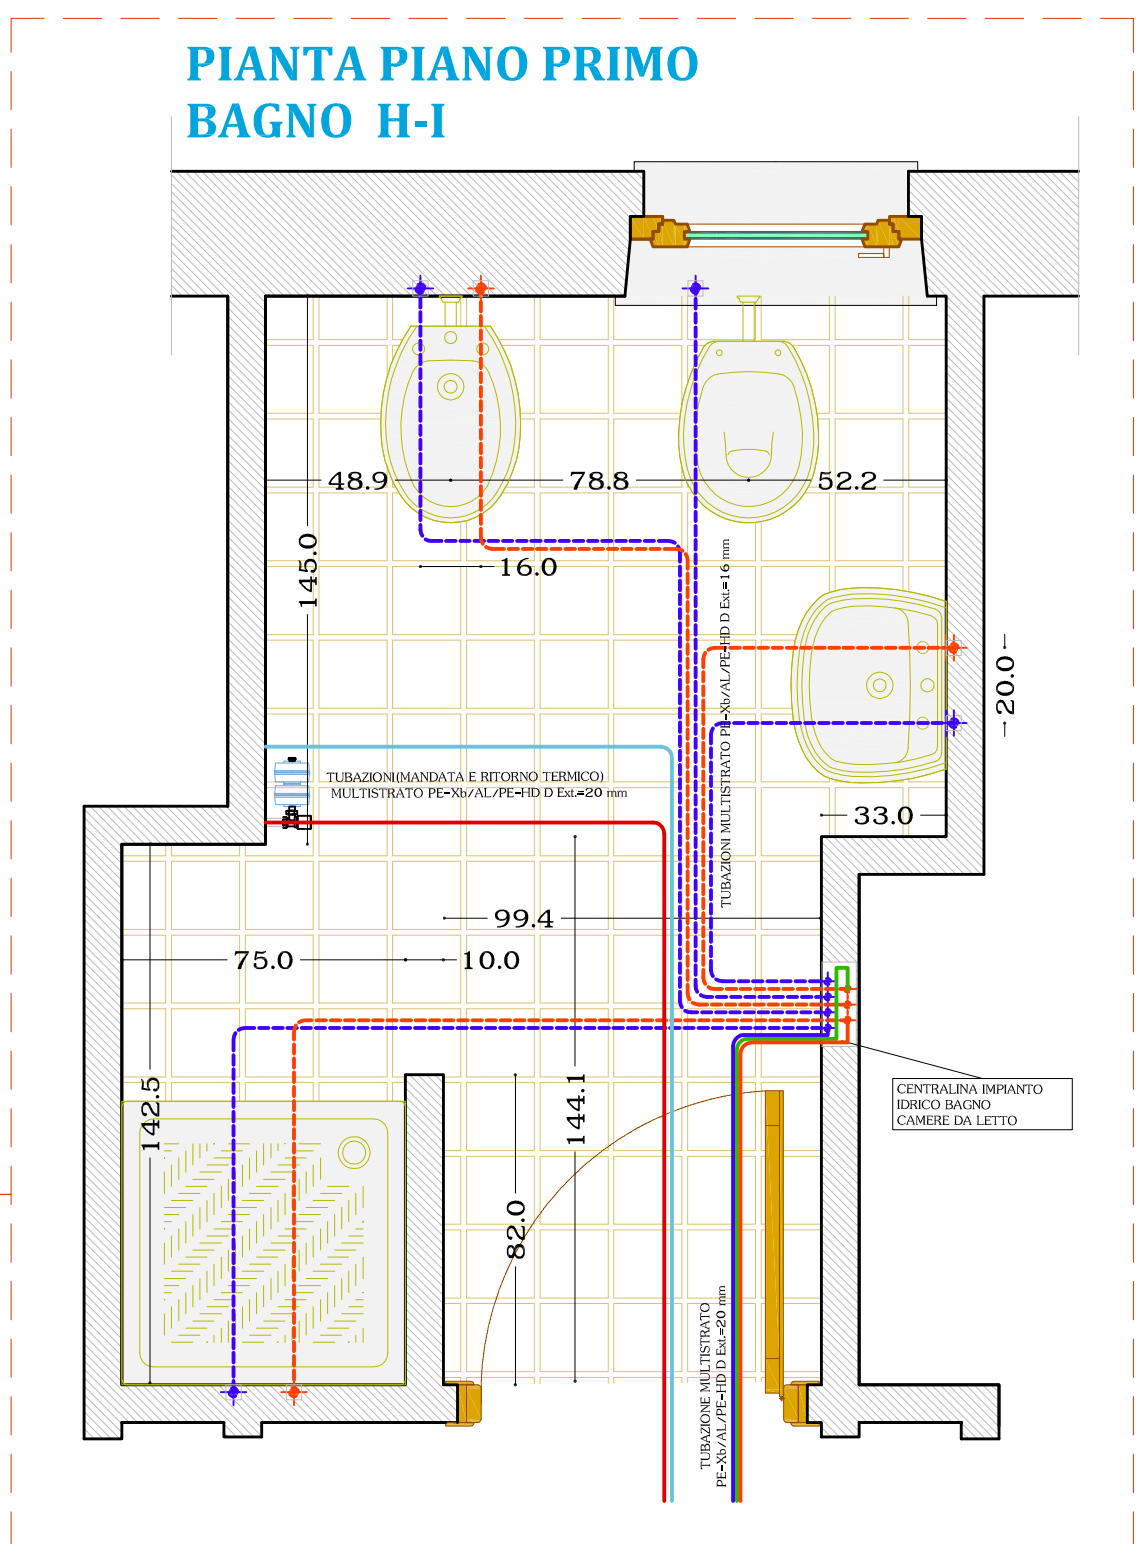 PIANTA PIANO PRIMO
BAGNO H-I
48.9
78.8
52.2
145.0
16.0
TUBAZIONI MULTISTRATO PE-Xb/AL/PE-HD D Ext.=16 mm
20.0
TUBAZIONI(MANDATA E RITORNO TERMICO)
MULTISTRATO PE-Xb/AL/PE-HD D Ext.=20 mm
33.0
99.4
75.0
10.0
142.5
144.1
CENTRALINA IMPIANTO
IDRICO BAGNO
CAMERE DA LETTO
82.0
TUBAZIONE MULTISTRATO
PE-Xb/AL/PE-HD D Ext.=20 mm